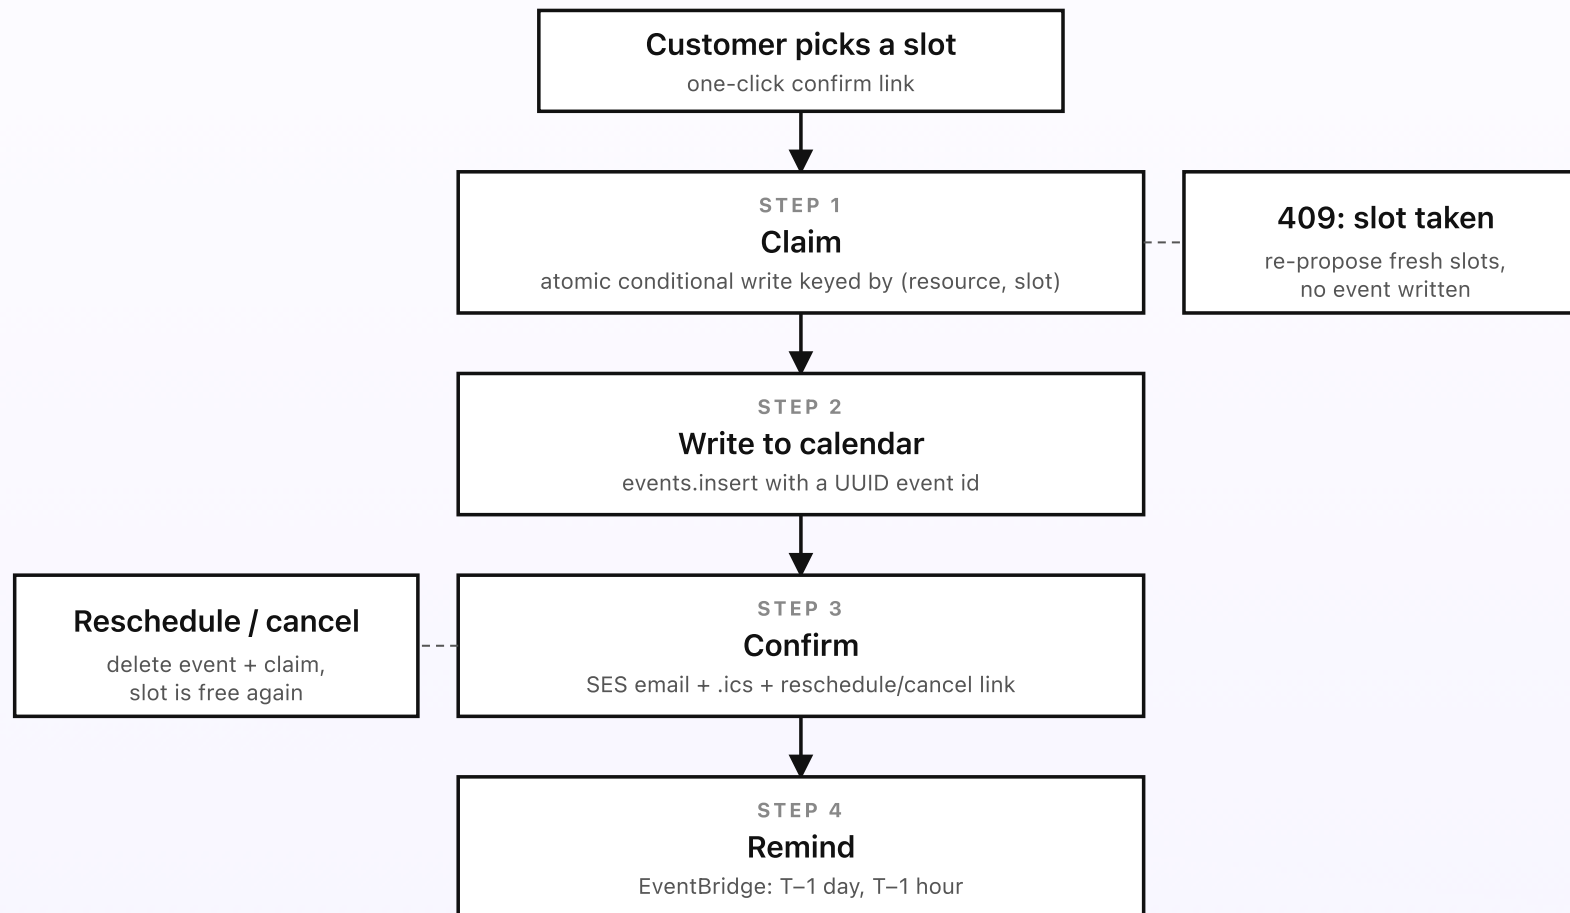 Customer picks a slot
one-click confirm link
STEP 1
Claim
atomic conditional write keyed by (resource, slot)
409: slot taken
re-propose fresh slots,
no event written
STEP 2
Write to calendar
events.insert with a UUID event id
Reschedule / cancel
delete event + claim,
slot is free again
STEP 3
Confirm
SES email + .ics + reschedule/cancel link
STEP 4
Remind
EventBridge: T–1 day, T–1 hour